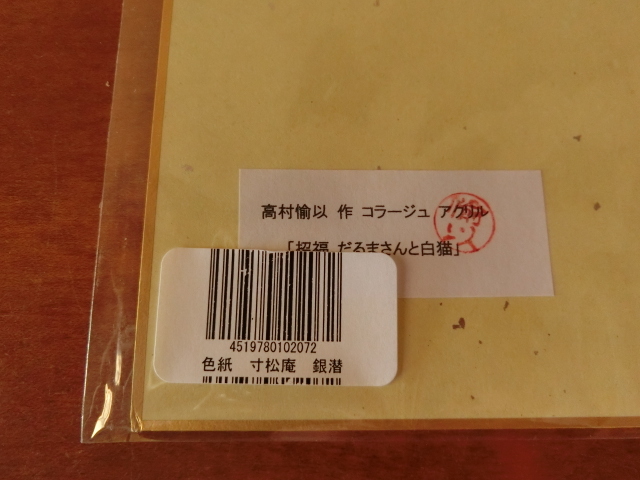 高村愉以 作 コラージュ アクリル
「招福 だるまさんと白猫」
4519780102072
色紙 寸松庵 銀潜